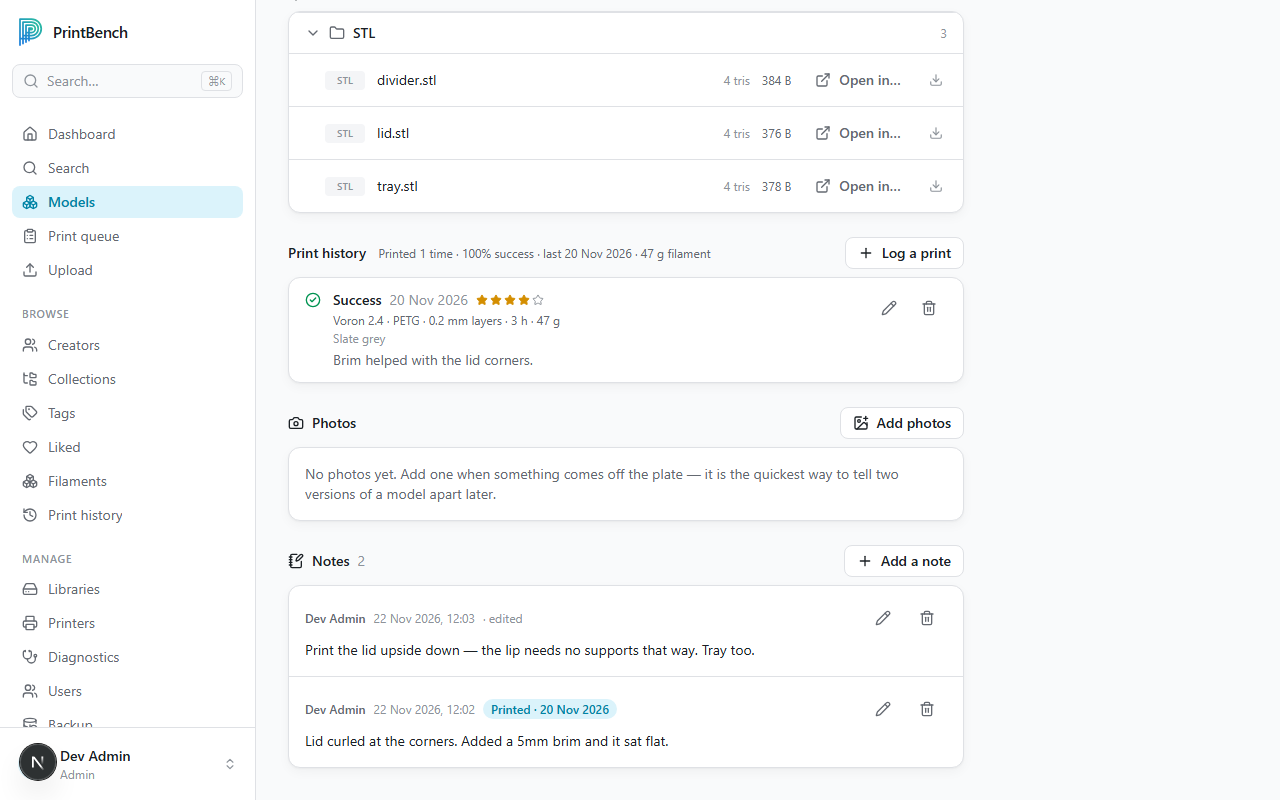 PrintBench
Search...
⌘K
Dashboard
Search
Models
Print queue
Upload
BROWSE
Creators
Collections
Tags
Liked
Filaments
Print history
MANAGE
Libraries
Printers
Diagnostics
Users
Backup
N
Dev Admin
Admin
STL 3
STL divider.stl 4 tris 384 B Open in...
STL lid.stl 4 tris 376 B Open in...
STL tray.stl 4 tris 378 B Open in...
Print history Printed 1 time · 100% success · last 20 Nov 2026 · 47 g filament Log a print
Success 20 Nov 2026
Voron 2.4 · PETG · 0.2 mm layers · 3 h · 47 g
Slate grey
Brim helped with the lid corners.
Photos Add photos
No photos yet. Add one when something comes off the plate — it is the quickest way to tell two
versions of a model apart later.
Notes 2 Add a note
Dev Admin 22 Nov 2026, 12:03 · edited
Print the lid upside down — the lip needs no supports that way. Tray too.
Dev Admin 22 Nov 2026, 12:02 Printed · 20 Nov 2026
Lid curled at the corners. Added a 5mm brim and it sat flat.